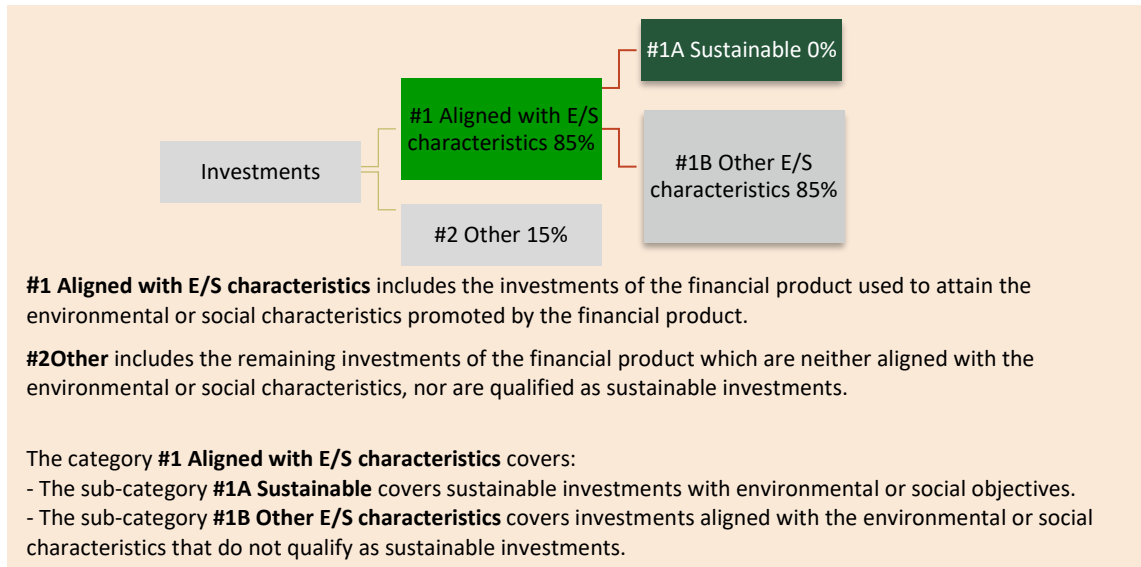 #1A Sustainable 0%
#1 Aligned with E/S
characteristics 85%
Investments
#1B Other E/S
characteristics 85%
#2 Other 15%
#1 Aligned with E/S characteristics includes the investments of the financial product used to attain the
environmental or social characteristics promoted by the financial product.
#2Other includes the remaining investments of the financial product which are neither aligned with the
environmental or social characteristics, nor are qualified as sustainable investments.
The category #1 Aligned with E/S characteristics covers:
- The sub-category #1A Sustainable covers sustainable investments with environmental or social objectives.
- The sub-category #1B Other E/S characteristics covers investments aligned with the environmental or social
characteristics that do not qualify as sustainable investments.